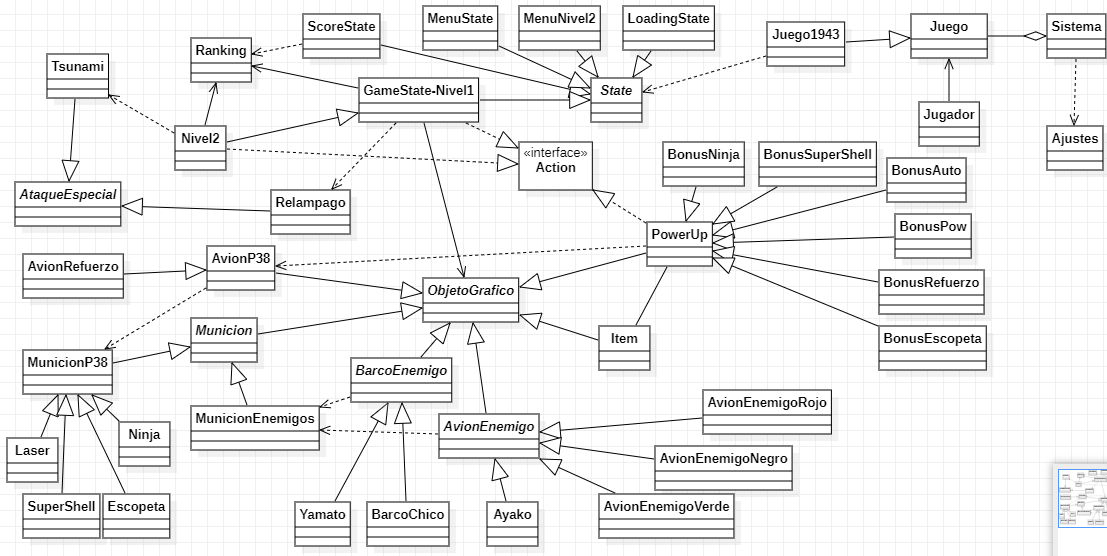 ScoreState
MenuState
MenuNivel2
LoadingState
Juego1943
Juego
Sistema
Ranking
Tsunami
GameState-Nivel1
State
Jugador
Ajustes
Nivel2
«interface»
Action
BonusNinja
BonusSuperShell
BonusAuto
AtaqueEspecial
Relampago
PowerUp
BonusPow
AvionRefuerzo
AvionP38
ObjetoGrafico
BonusRefuerzo
Municion
Item
BonusEscopeta
MunicionP38
BarcoEnemigo
AvionEnemigoRojo
MunicionEnemigos
AvionEnemigo
Ninja
Laser
AvionEnemigoNegro
SuperShell
Escopeta
Yamato
BarcoChico
Ayako
AvionEnemigoVerde